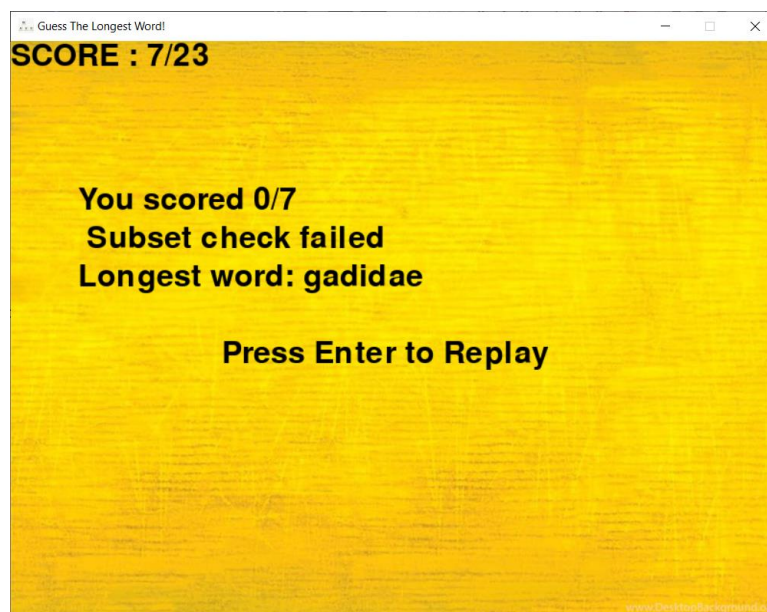 Guess The Longest Word!
SCORE : 7/23
You scored 0/7
Subset check failed
Longest word: gadidae
Press Enter to Replay